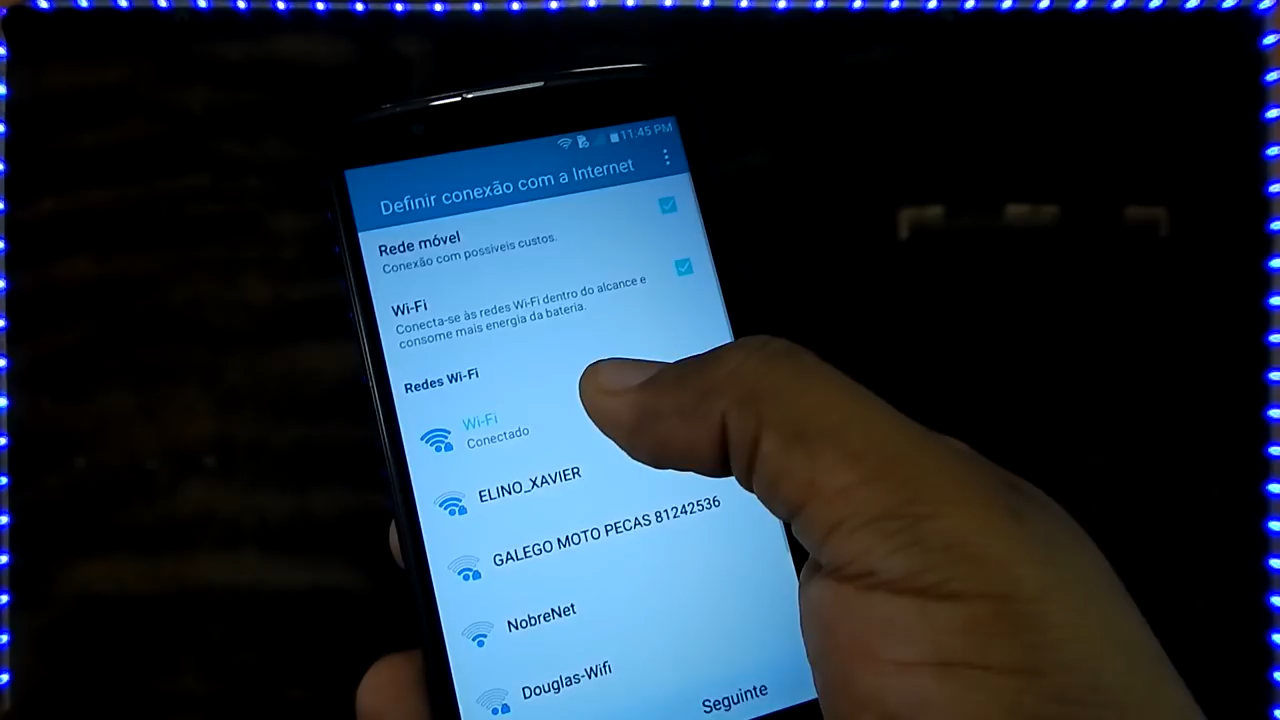 11:45 PM
Definir conexão com a Internet
Rede móvel
Conexão com possíveis custos.
Wi-Fi
Conecta-se às redes Wi-Fi dentro do alcance e
consome mais energia da bateria.
Redes Wi-Fi
Wi-Fi
Conectado
ELINO_XAVIER
GALEGO MOTO PECAS 81242536
NobreNet
Douglas-Wifi
Seguinte